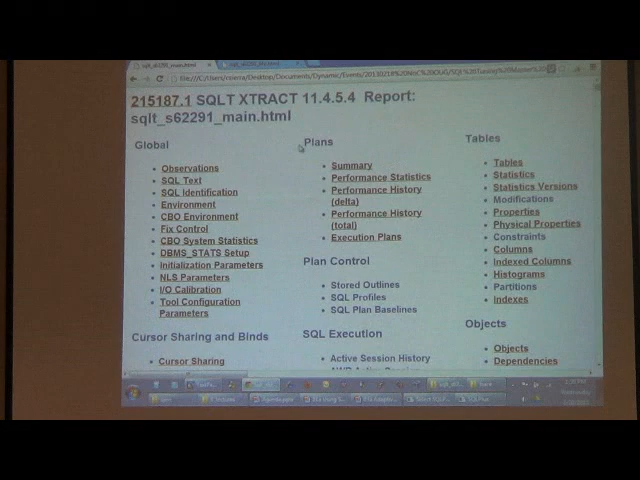 sqlt_s62291_main.html
215187.1 SQLT XTRACT 11.4.5.4 Report:
sqlt_s62291_main.html
Global
Observations
SQL Text
SQL Identification
Environment
CBO Environment
Fix Control
CBO System Statistics
DBMS_STATS Setup
Initialization Parameters
NLS Parameters
I/O Calibration
Tool Configuration
Parameters
Cursor Sharing and Binds
Cursor Sharing
Plans
Summary
Performance Statistics
Performance History
(delta)
Performance History
(total)
Execution Plans
Plan Control
Stored Outlines
SQL Profiles
SQL Plan Baselines
SQL Execution
Active Session History
Tables
Tables
Statistics
Statistics Versions
Modifications
Properties
Physical Properties
Constraints
Columns
Indexed Columns
Histograms
Partitions
Indexes
Objects
Objects
Dependencies